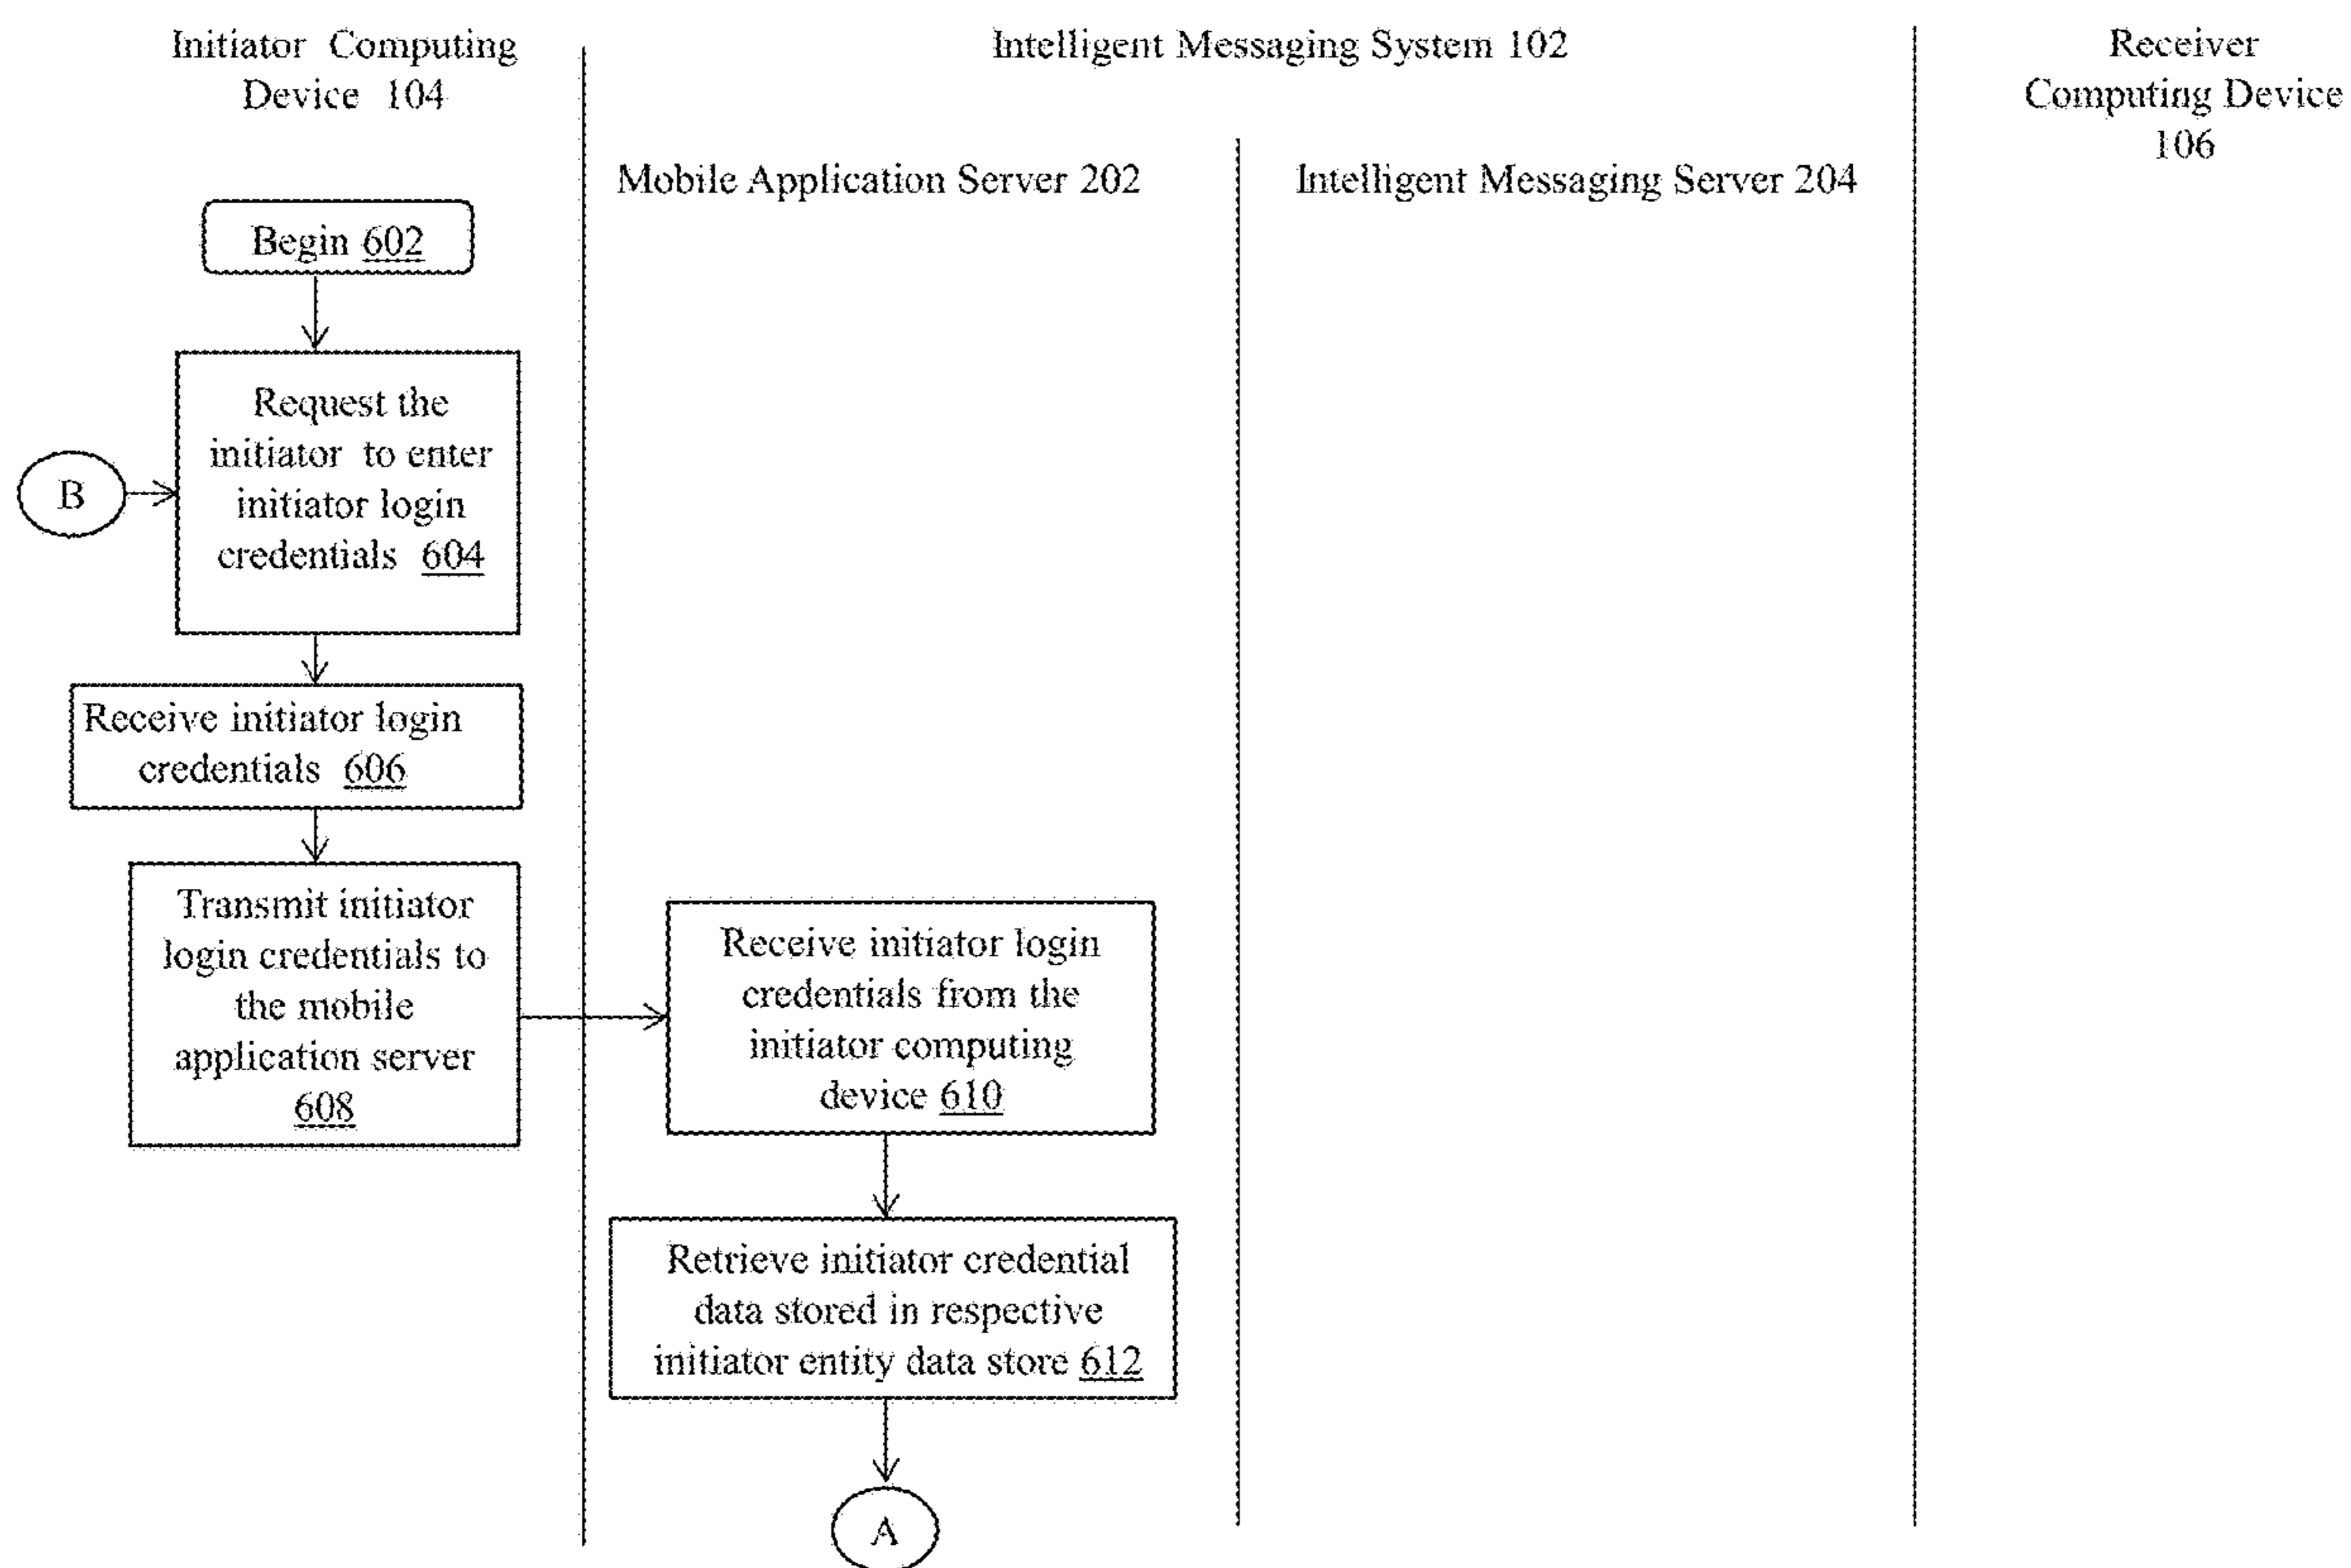 Initiator Computing
Device 104
Intelligent Messaging System 102
Receiver
Computing Device
106
Mobile Application Server 202
Intelligent Messaging Server 204
Begin 602
Request the
initiator to enter
initiator login
credentials 604
B
Receive initiator login
credentials 606
Transmit initiator
login credentials to
the mobile
application server
608
Receive initiator login
credentials from the
initiator computing
device 610
Retrieve initiator credential
data stored in respective
initiator entity data store 612
A